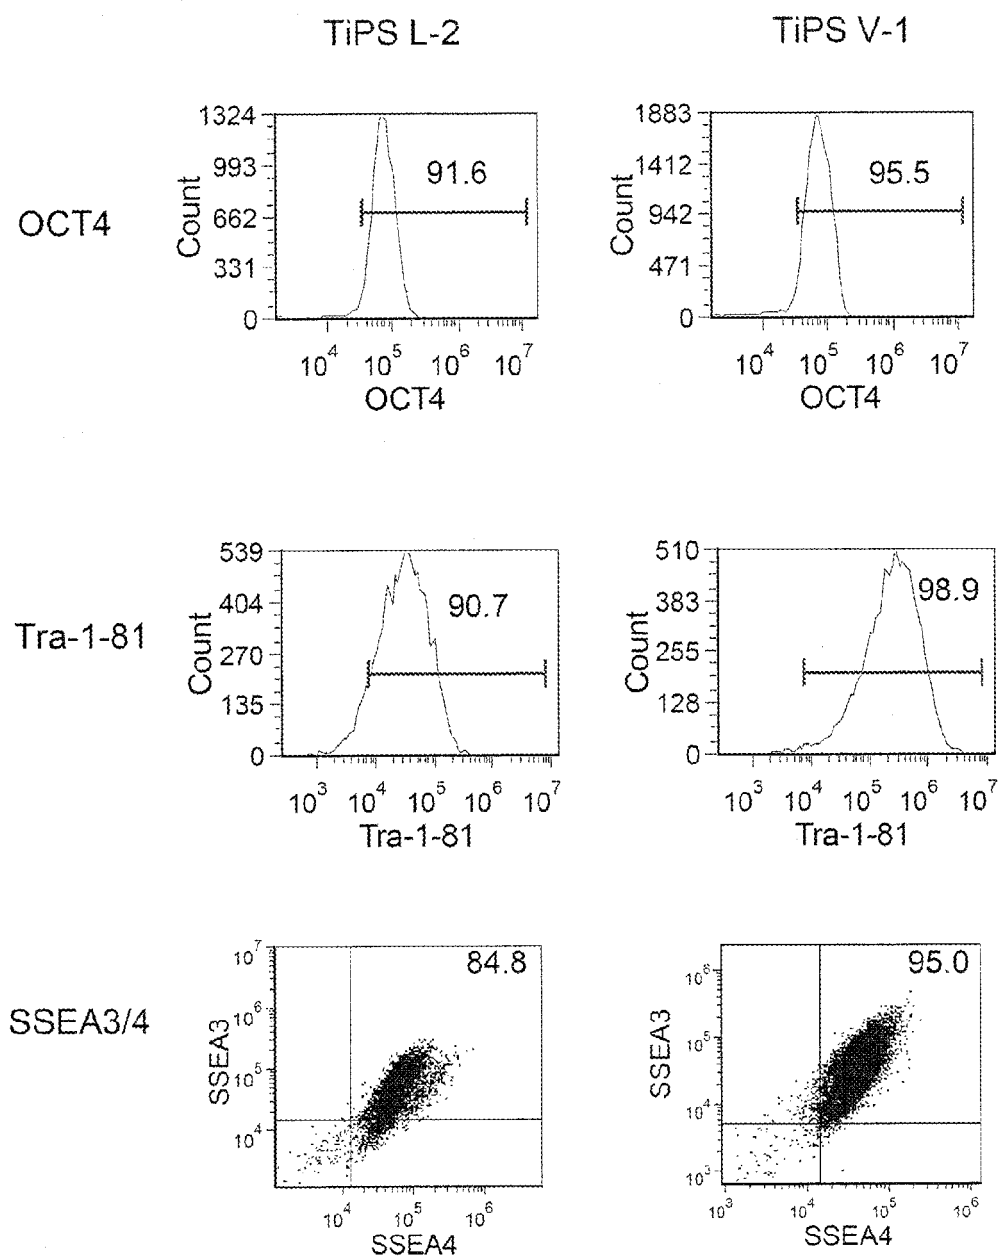 TiPS L-2
TiPS V-1
OCT4
1324
993
662
331
0
Count
91.6
10^4 10^5 10^6 10^7
OCT4
1883
1412
942
471
0
Count
95.5
10^4 10^5 10^6 10^7
OCT4
Tra-1-81
539
404
270
135
0
Count
90.7
10^3 10^4 10^5 10^6 10^7
Tra-1-81
510
383
255
128
0
Count
98.9
10^3 10^4 10^5 10^6 10^7
Tra-1-81
SSEA3/4
10^7
10^6
10^5
10^4
SSEA3
84.8
10^4 10^5 10^6
SSEA4
10^6
10^5
10^4
10^3
SSEA3
95.0
10^3 10^4 10^5 10^6
SSEA4